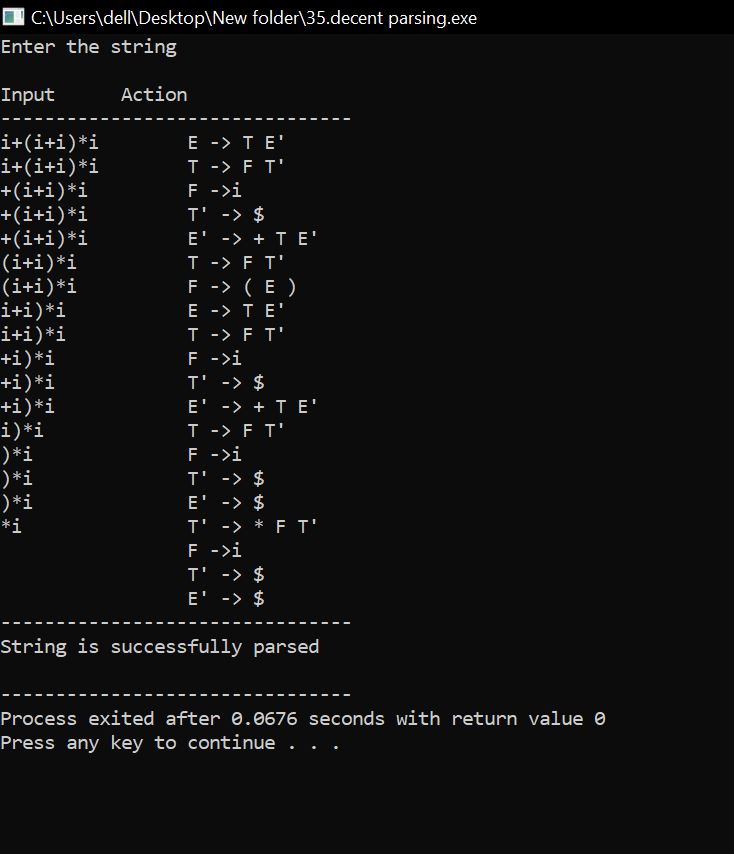 C:\Users\dell\Desktop\New folder\35.decent parsing.exe
Enter the string
Input      Action
--------------------------------
i+(i+i)*i        E -> T E'
i+(i+i)*i        T -> F T'
+(i+i)*i         F ->i
+(i+i)*i         T' -> $
+(i+i)*i         E' -> + T E'
(i+i)*i          T -> F T'
(i+i)*i          F -> ( E )
i+i)*i           E -> T E'
i+i)*i           T -> F T'
+i)*i            F ->i
+i)*i            T' -> $
+i)*i            E' -> + T E'
i)*i             T -> F T'
)*i              F ->i
)*i              T' -> $
)*i              E' -> $
*i               T' -> * F T'
                 F ->i
                 T' -> $
                 E' -> $
--------------------------------
String is successfully parsed
--------------------------------
Process exited after 0.0676 seconds with return value 0
Press any key to continue . . .